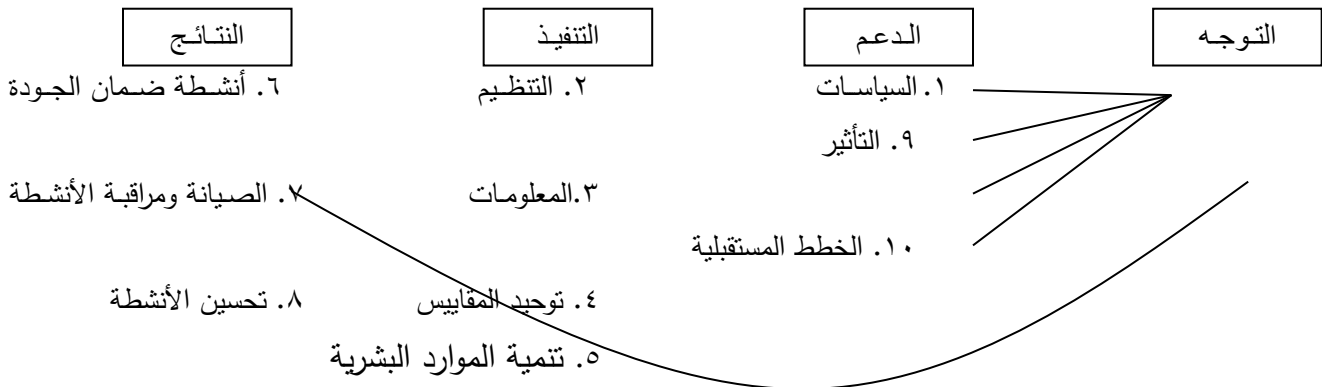 التوجه الدعم التنفيذ النتائج
١. السياسات ٢. التنظيم ٦. أنشطة ضمان الجودة
٩. التأثير
٣.المعلومات ٧. الصيانة ومراقبة الأنشطة
١٠. الخطط المستقبلية
٤. توحيد المقاييس ٨. تحسين الأنشطة
٥. تنمية الموارد البشرية